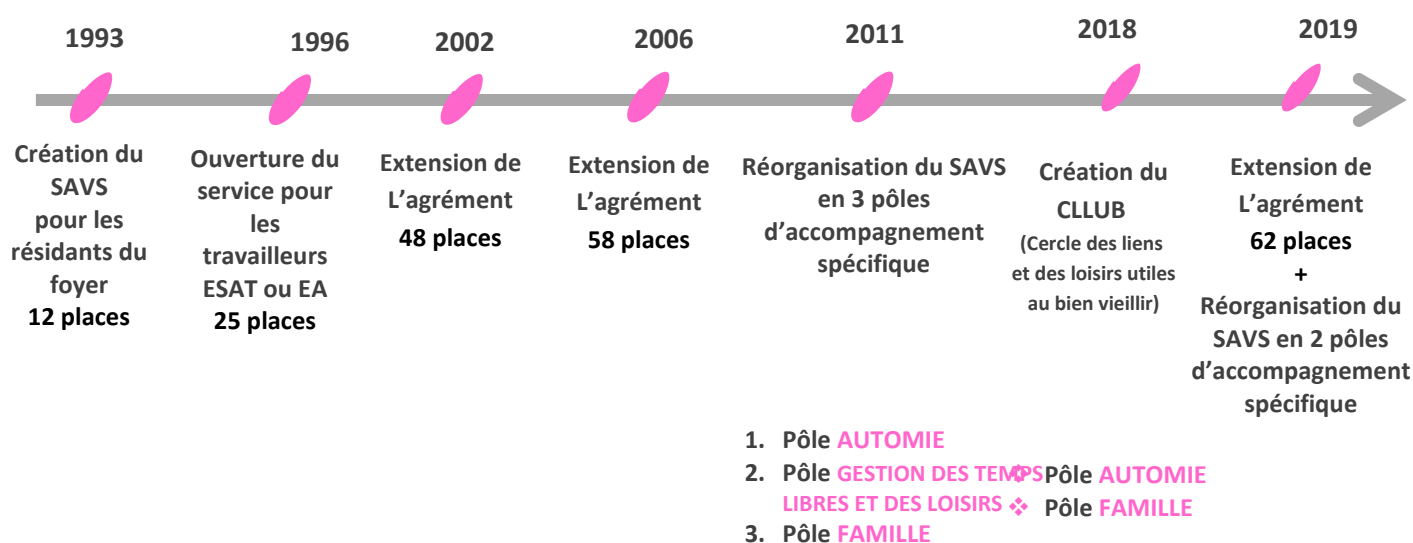 1993
Création du
SAVS
pour les
résidants du
foyer
12 places
1996
Ouverture du
service pour
les
travailleurs
ESAT ou EA
25 places
2002
Extension de
L'agrément
48 places
2006
Extension de
L'agrément
58 places
2011
Réorganisation du SAVS
en 3 pôles
d'accompagnement
spécifique
1. Pôle AUTOMIE
2. Pôle GESTION DES TEMPS
LIBRES ET DES LOISIRS
3. Pôle FAMILLE
2018
Création du
CLLUB
(Cercle des liens
et des loisirs utiles
au bien vieillir)
2019
Extension de
L'agrément
62 places
+
Réorganisation du
SAVS en 2 pôles
d'accompagnement
spécifique
❖ Pôle AUTOMIE
❖ Pôle FAMILLE